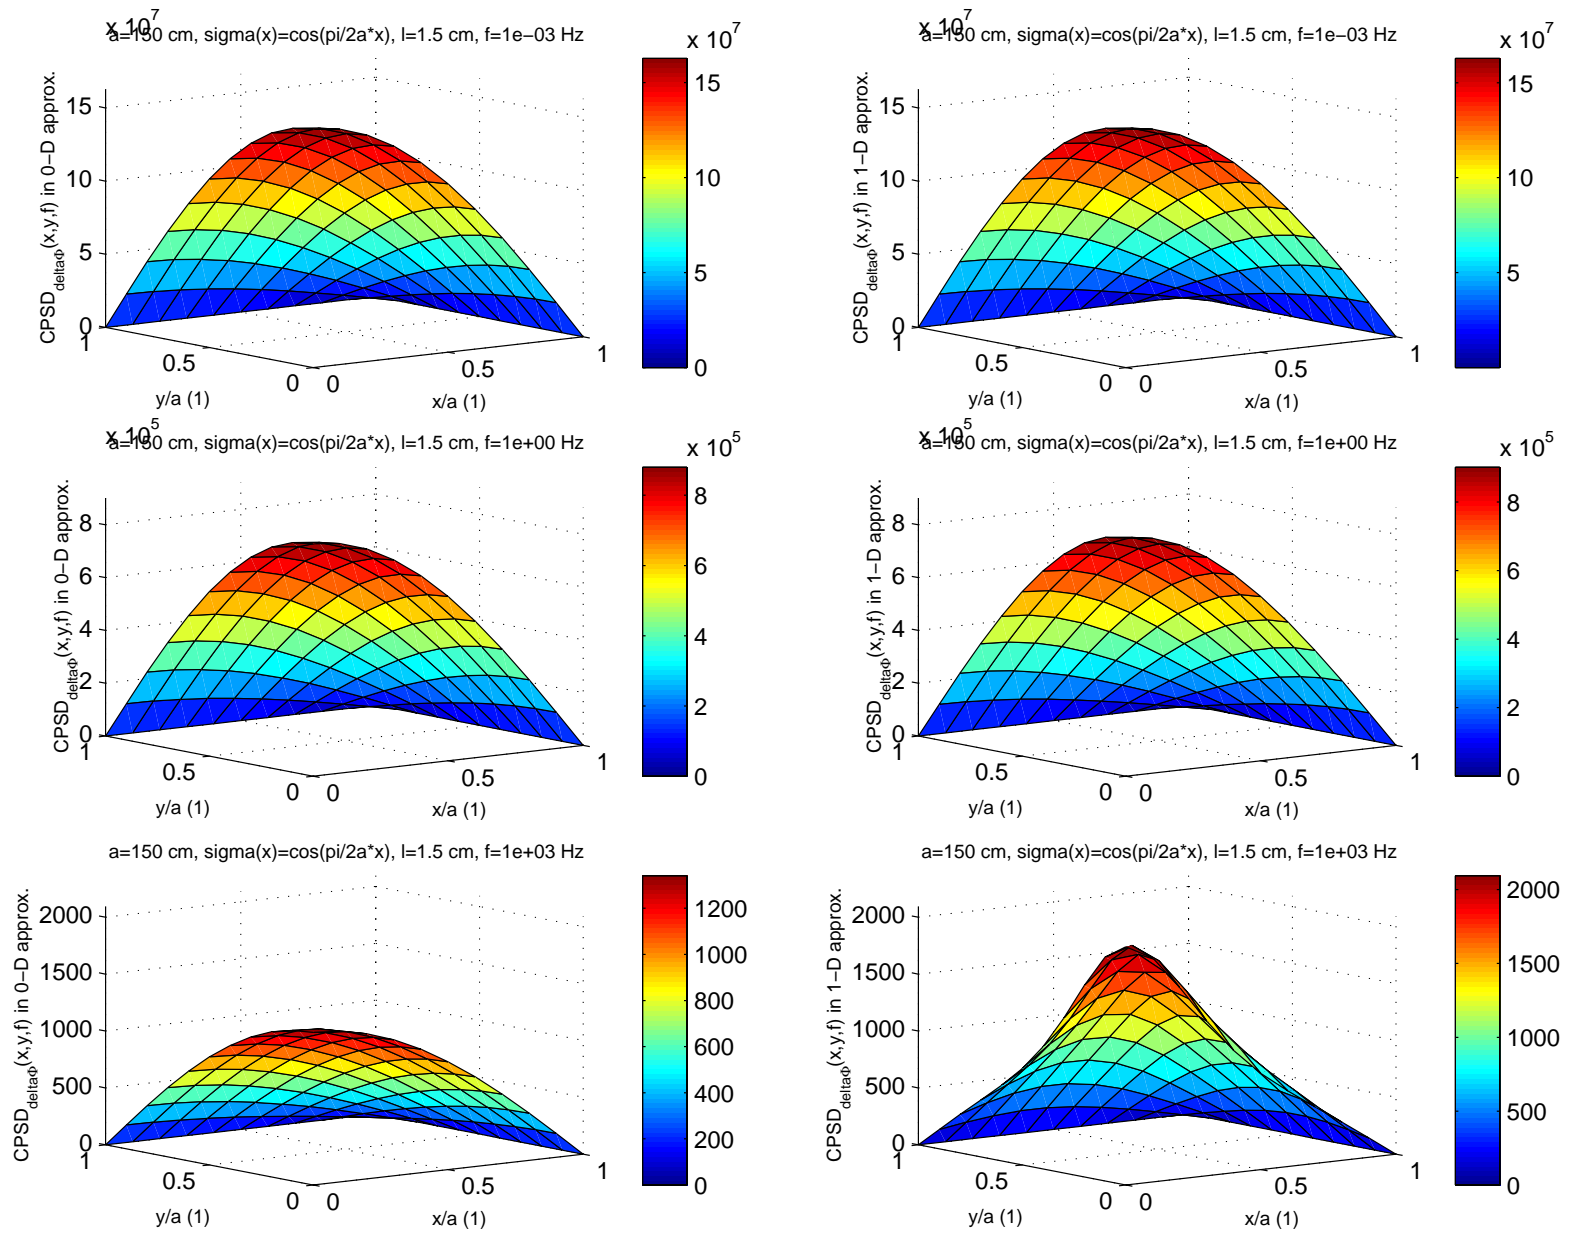 a=150 cm, sigma(x)=cos(pi/2a*x), l=1.5 cm, f=1e−03 Hz
x 10^7
x 10^7
CPSD_deltaΦ(x,y,f) in 0−D approx.
15
10
5
0
1
0.5
0
y/a (1)
0
0.5
1
x/a (1)
15
10
5
0
a=150 cm, sigma(x)=cos(pi/2a*x), l=1.5 cm, f=1e−03 Hz
x 10^7
x 10^7
CPSD_deltaΦ(x,y,f) in 1−D approx.
15
10
5
0
1
0.5
0
y/a (1)
0
0.5
1
x/a (1)
15
10
5
a=150 cm, sigma(x)=cos(pi/2a*x), l=1.5 cm, f=1e+00 Hz
x 10^5
x 10^5
CPSD_deltaΦ(x,y,f) in 0−D approx.
8
6
4
2
0
1
0.5
0
y/a (1)
0
0.5
1
x/a (1)
8
6
4
2
0
a=150 cm, sigma(x)=cos(pi/2a*x), l=1.5 cm, f=1e+00 Hz
x 10^5
x 10^5
CPSD_deltaΦ(x,y,f) in 1−D approx.
8
6
4
2
0
1
0.5
0
y/a (1)
0
0.5
1
x/a (1)
8
6
4
2
0
a=150 cm, sigma(x)=cos(pi/2a*x), l=1.5 cm, f=1e+03 Hz
CPSD_deltaΦ(x,y,f) in 0−D approx.
2000
1500
1000
500
0
1
0.5
0
y/a (1)
0
0.5
1
x/a (1)
1200
1000
800
600
400
200
0
a=150 cm, sigma(x)=cos(pi/2a*x), l=1.5 cm, f=1e+03 Hz
CPSD_deltaΦ(x,y,f) in 1−D approx.
2000
1500
1000
500
0
1
0.5
0
y/a (1)
0
0.5
1
x/a (1)
2000
1500
1000
500
0